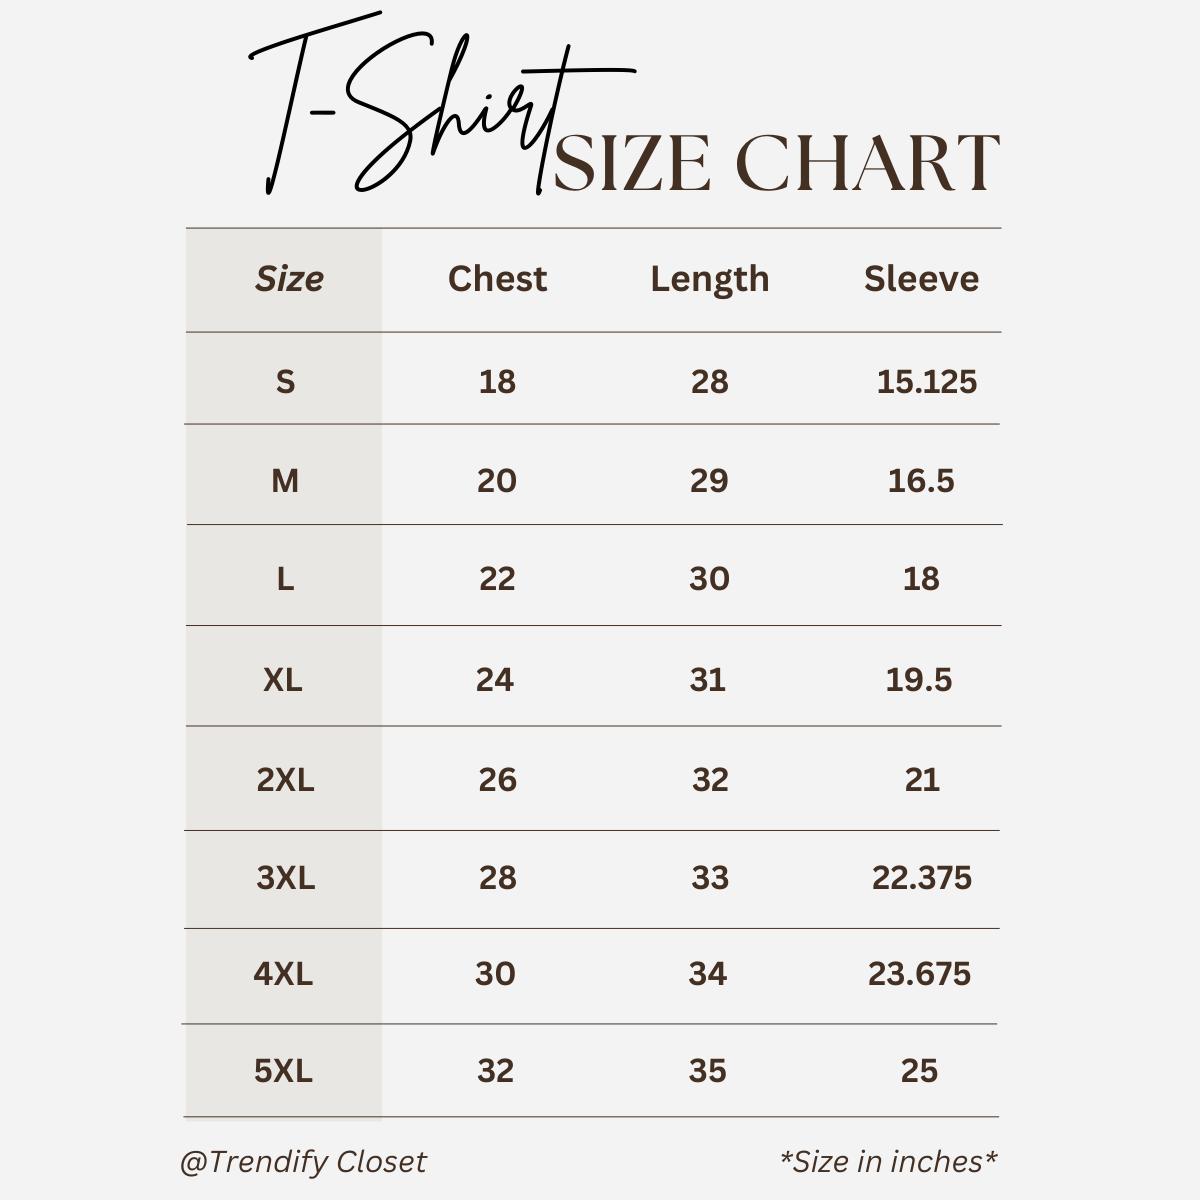 T-Shirt
SIZE CHART
Size Chest Length Sleeve
S 18 28 15.125
M 20 29 16.5
L 22 30 18
XL 24 31 19.5
2XL 26 32 21
3XL 28 33 22.375
4XL 30 34 23.675
5XL 32 35 25
@Trendify Closet *Size in inches*